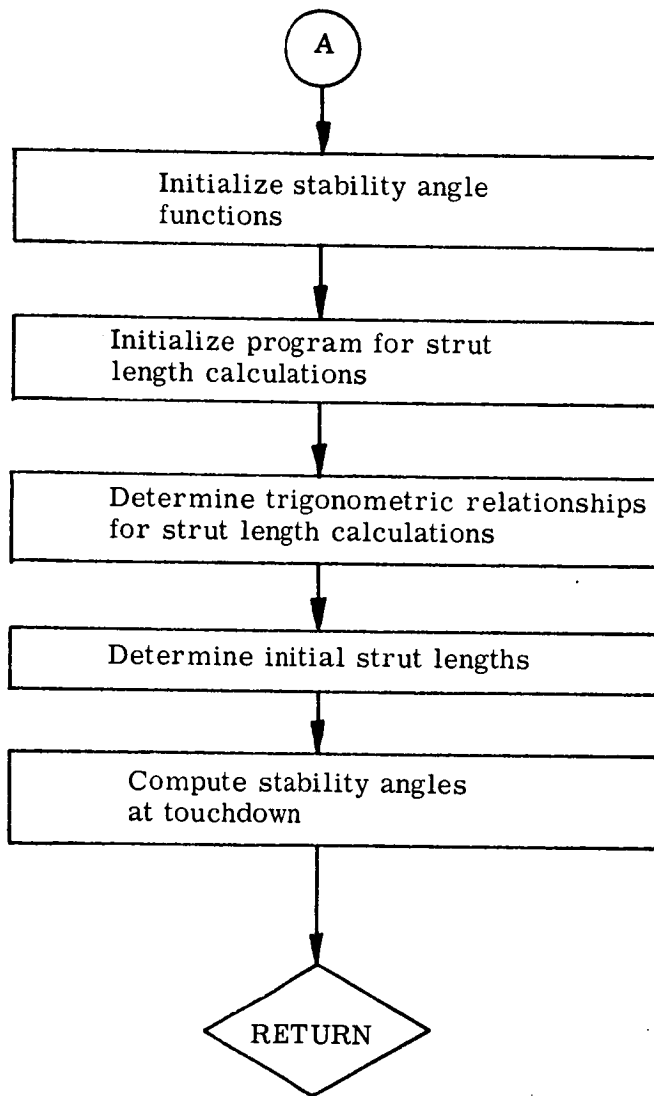 A
Initialize stability angle
functions
Initialize program for strut
length calculations
Determine trigonometric relationships
for strut length calculations
Determine initial strut lengths
Compute stability angles
at touchdown
RETURN